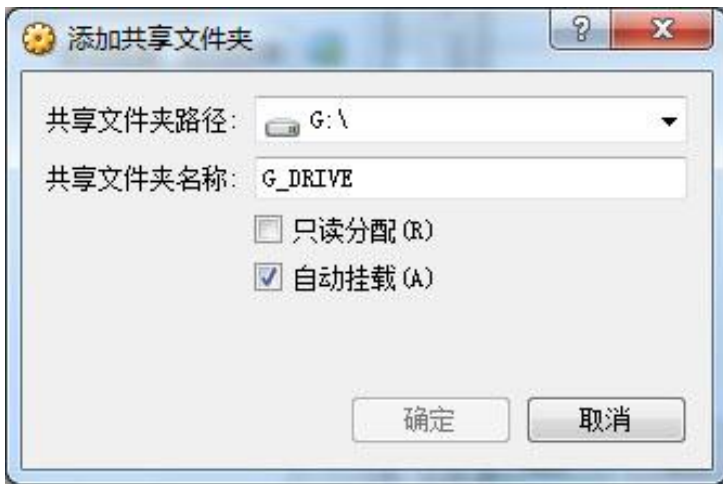 添加共享文件夹
?
共享文件夹路径: G:\
共享文件夹名称: G_DRIVE
只读分配(R)
自动挂载(A)
确定 取消